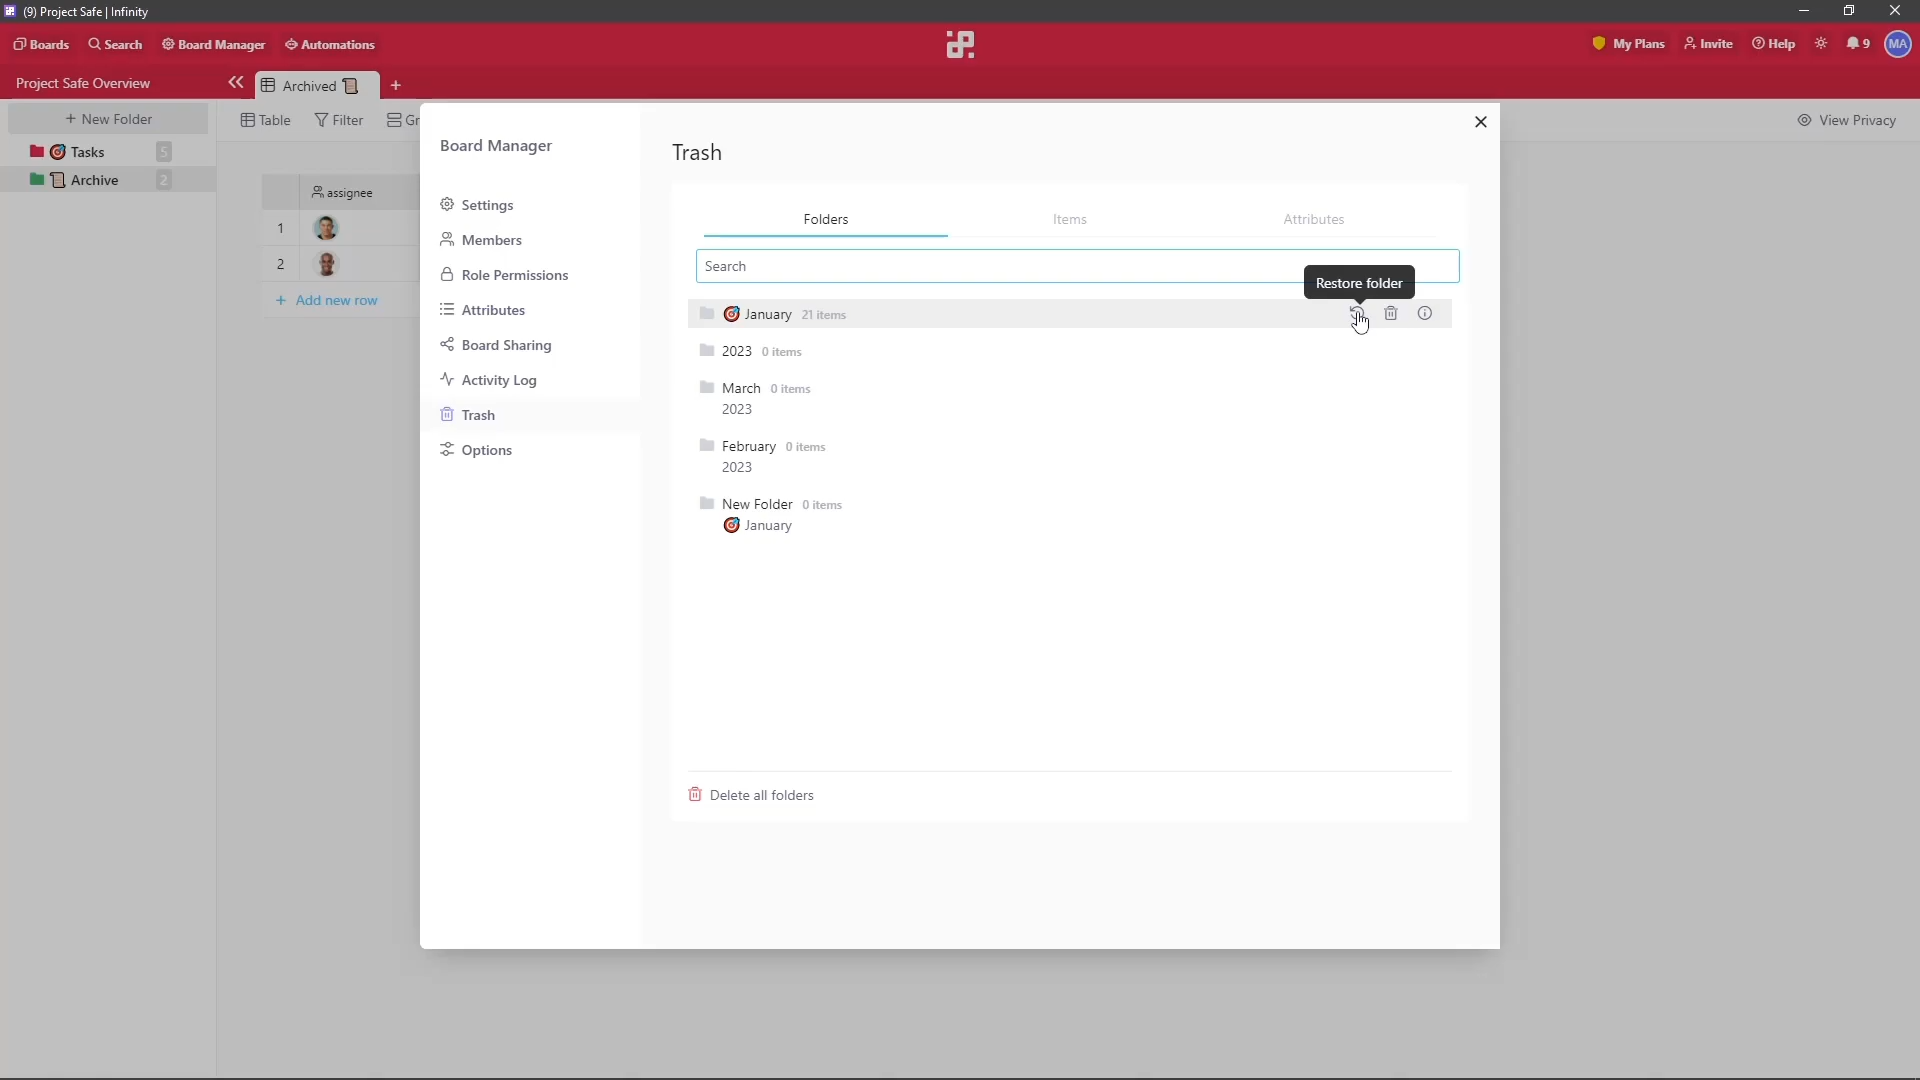 (9) Project Safe | Infinity
Boards Search Board Manager Automations My Plans Invite Help 9 MA
Project Safe Overview Archived
+ New Folder Table Filter Gr View Privacy
Tasks 5
Archive 2
assignee
1
2
+ Add new row
Board Manager
Settings
Members
Role Permissions
Attributes
Board Sharing
Activity Log
Trash
Options
Trash
Folders Items Attributes
Search
Restore folder
January 21 items
2023 0 items
March 0 items
2023
February 0 items
2023
New Folder 0 items
January
Delete all folders